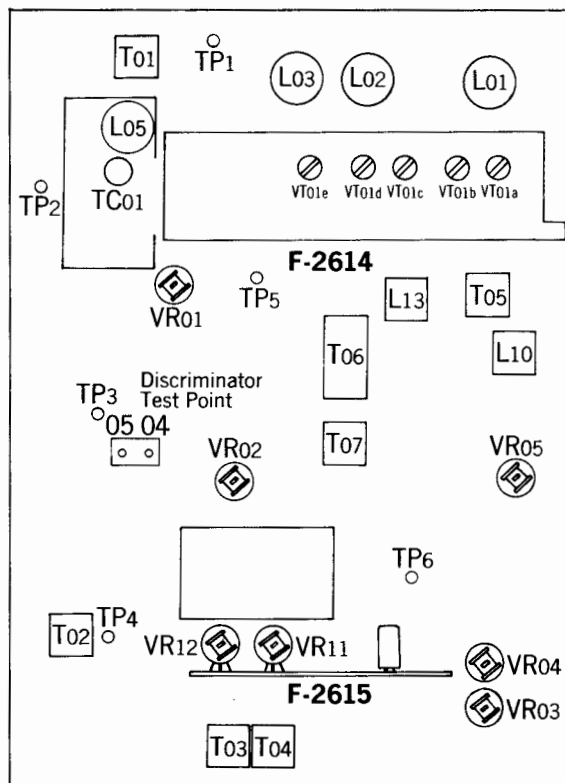 T01
TP1
L03
L02
L01
L05
TC01
TP2
VT01e
VT01d
VT01c
VT01b
VT01a
F-2614
VR01
TP5
L13
T05
T06
L10
TP3
Discriminator
Test Point
05 04
VR02
T07
VR05
TP6
T02
TP4
VR12
VR11
VR04
F-2615
VR03
T03
T04